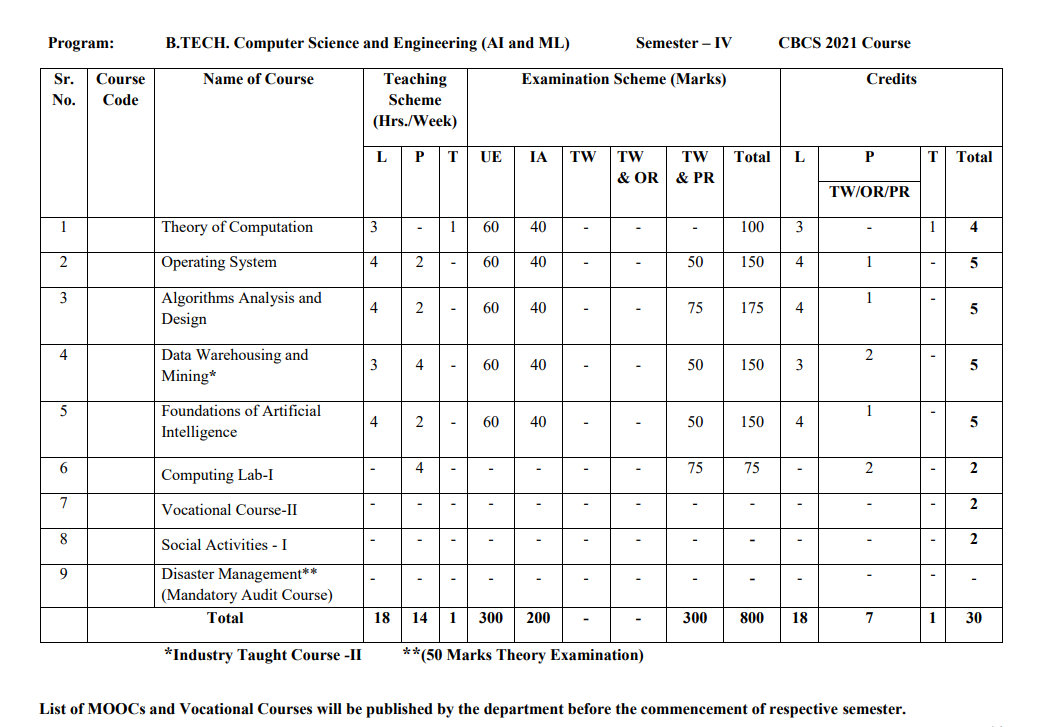 Program: B.TECH. Computer Science and Engineering (AI and ML) Semester – IV CBCS 2021 Course
Sr. No. Course Code Name of Course Teaching Scheme (Hrs./Week) Examination Scheme (Marks) Credits
L P T UE IA TW TW & OR TW & PR Total L P T Total
TW/OR/PR
1 Theory of Computation 3 - 1 60 40 - - - 100 3 - 1 4
2 Operating System 4 2 - 60 40 - - 50 150 4 1 - 5
3 Algorithms Analysis and Design 4 2 - 60 40 - - 75 175 4 1 - 5
4 Data Warehousing and Mining* 3 4 - 60 40 - - 50 150 3 2 - 5
5 Foundations of Artificial Intelligence 4 2 - 60 40 - - 50 150 4 1 - 5
6 Computing Lab-I - 4 - - - - - 75 75 - 2 - 2
7 Vocational Course-II - - - - - - - - - - - - 2
8 Social Activities - I - - - - - - - - - - - - 2
9 Disaster Management** (Mandatory Audit Course) - - - - - - - - - - - - -
Total 18 14 1 300 200 - - 300 800 18 7 1 30
*Industry Taught Course -II **(50 Marks Theory Examination)
List of MOOCs and Vocational Courses will be published by the department before the commencement of respective semester.